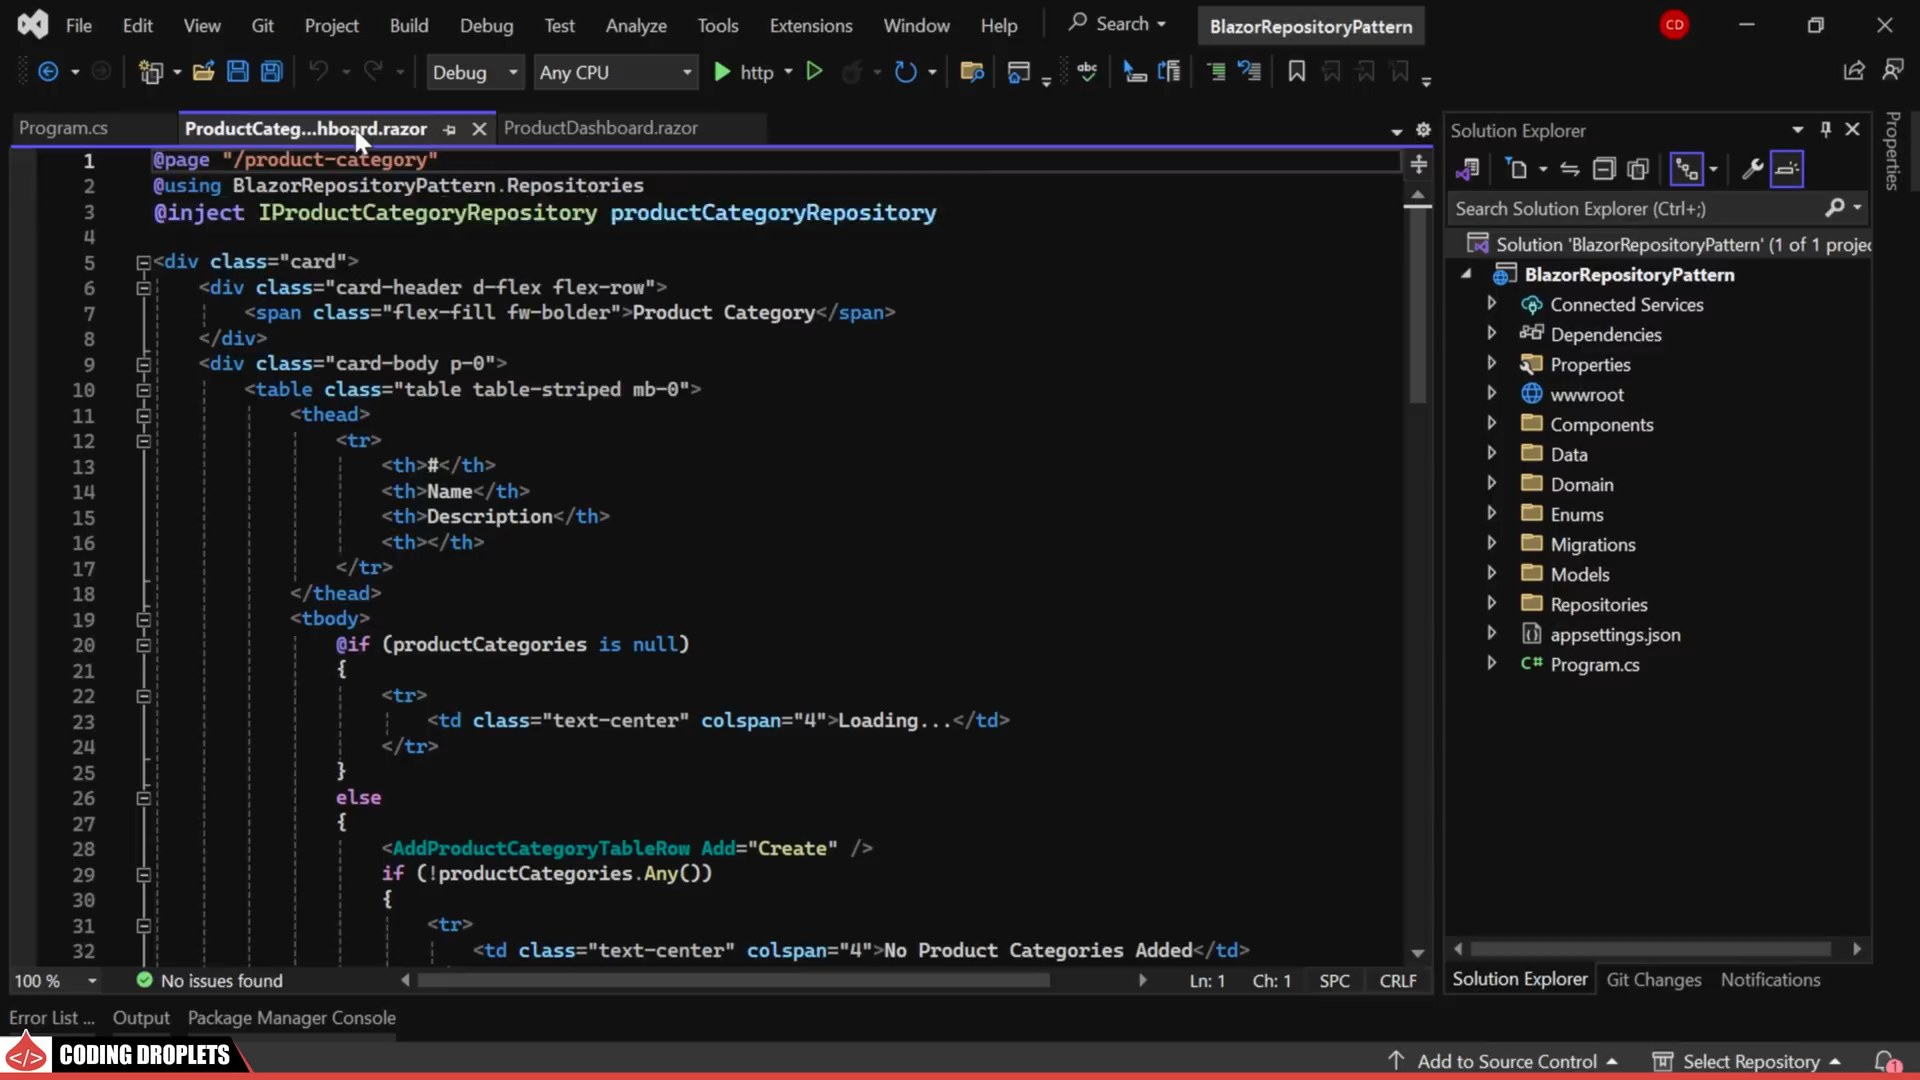 File Edit View Git Project Build Debug Test Analyze Tools Extensions Window Help Search BlazorRepositoryPattern CD
Debug Any CPU http
Program.cs ProductCateg...hboard.razor ProductDashboard.razor
1 @page "/product-category"
2 @using BlazorRepositoryPattern.Repositories
3 @inject IProductCategoryRepository productCategoryRepository
4
5 <div class="card">
6 <div class="card-header d-flex flex-row">
7 <span class="flex-fill fw-bolder">Product Category</span>
8 </div>
9 <div class="card-body p-0">
10 <table class="table table-striped mb-0">
11 <thead>
12 <tr>
13 <th>#</th>
14 <th>Name</th>
15 <th>Description</th>
16 <th></th>
17 </tr>
18 </thead>
19 <tbody>
20 @if (productCategories is null)
21 {
22 <tr>
23 <td class="text-center" colspan="4">Loading...</td>
24 </tr>
25 }
26 else
27 {
28 <AddProductCategoryTableRow Add="Create" />
29 if (!productCategories.Any())
30 {
31 <tr>
32 <td class="text-center" colspan="4">No Product Categories Added</td>
100 % No issues found Ln: 1 Ch: 1 SPC CRLF
Solution Explorer
Search Solution Explorer (Ctrl+;)
Solution 'BlazorRepositoryPattern' (1 of 1 projec
BlazorRepositoryPattern
Connected Services
Dependencies
Properties
wwwroot
Components
Data
Domain
Enums
Migrations
Models
Repositories
appsettings.json
C# Program.cs
Solution Explorer Git Changes Notifications
Properties
Error List ... Output Package Manager Console
</> CODING DROPLETS
Add to Source Control Select Repository 1